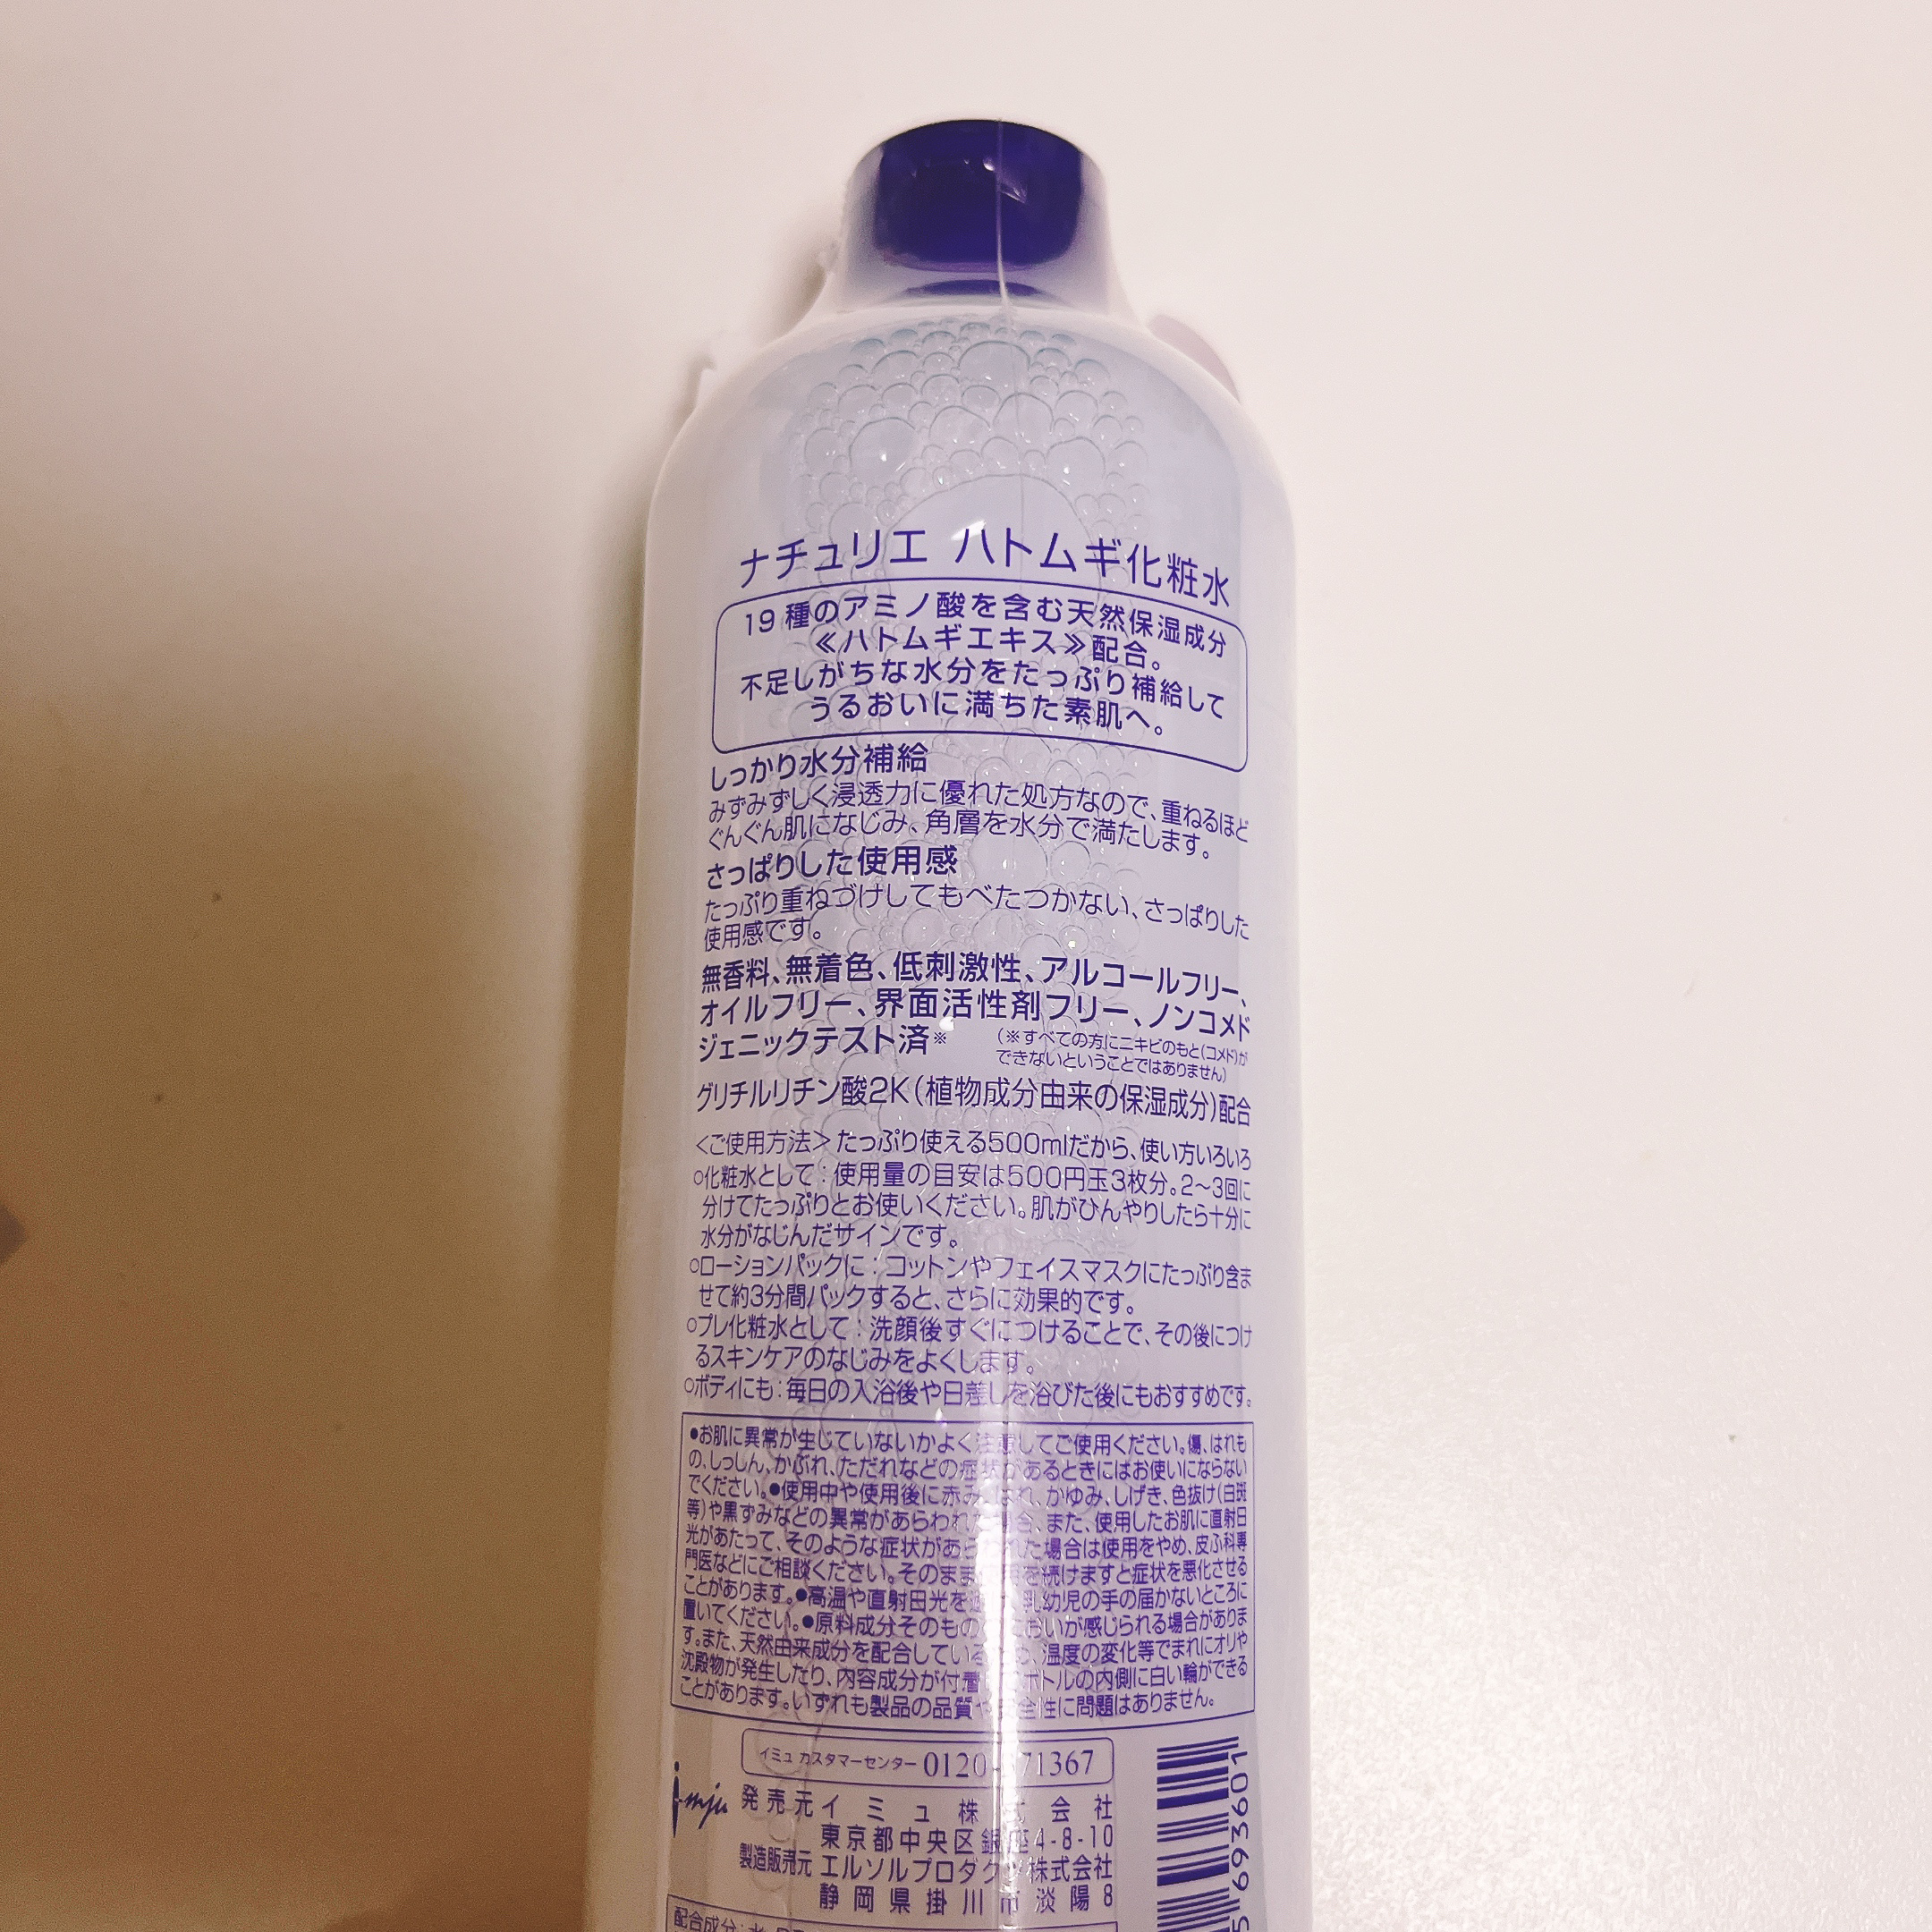 ナチュリエ ハトムギ化粧水
19種のアミノ酸を含む天然保湿成分
≪ハトムギエキス≫配合。
不足しがちな水分をたっぷり補給して
うるおいに満ちた素肌へ。
しっかり水分補給
みずみずしく浸透力に優れた処方なので、重ねるほど
ぐんぐん肌になじみ、角層を水分で満たします。
さっぱりした使用感
たっぷり重ねづけしてもべたつかない、さっぱりした
使用感です。
無香料、無着色、低刺激性、アルコールフリー、
オイルフリー、界面活性剤フリー、ノンコメド
ジェニックテスト済※ (※すべての方にニキビのもと(コメド)が
できないということではありません)
グリチルリチン酸2K(植物成分由来の保湿成分)配合
<ご使用方法>たっぷり使える500mlだから、使い方いろいろ
○化粧水として：使用量の目安は500円玉3枚分。2〜3回に
分けてたっぷりとお使いください。肌がひんやりしたら十分に
水分がなじんだサインです。
○ローションパックに：コットンやフェイスマスクにたっぷり含ま
せて約3分間パックすると、さらに効果的です。
○プレ化粧水として：洗顔後すぐにつけることで、その後につけ
るスキンケアのなじみをよくします。
○ボディにも：毎日の入浴後や日差しを浴びた後にもおすすめです。
●お肌に異常が生じていないかよく注意してご使用ください。傷、はれも
の、しっしん、かぶれ、ただれなどの症状があるときにはお使いにならない
でください。●使用中や使用後に赤み、はれ、かゆみ、しげき、色抜け(白斑
等)や黒ずみなどの異常があらわれた場合、また、使用したお肌に直射日
光があたって、そのような症状があらわれた場合は使用をやめ、皮ふ科専
門医などにご相談ください。そのまま使用を続けますと症状を悪化させる
ことがあります。●高温や直射日光を 乳幼児の手の届かないところに
置いてください。●原料成分そのもの においが感じられる場合がありま
す。また、天然由来成分を配合しているため、温度の変化等でまれにオリや
沈殿物が発生したり、内容成分が付着 ボトルの内側に白い輪ができる
ことがあります。いずれも製品の品質や安全性に問題はありません。
イミュ カスタマーセンター 0120- 71367
imju
発売元 イミュ株式会社
東京都中央区銀座4-8-10
製造販売元 エルソルプロダクツ株式会社
静岡県掛川市淡陽8
配合成分：水
5 693601